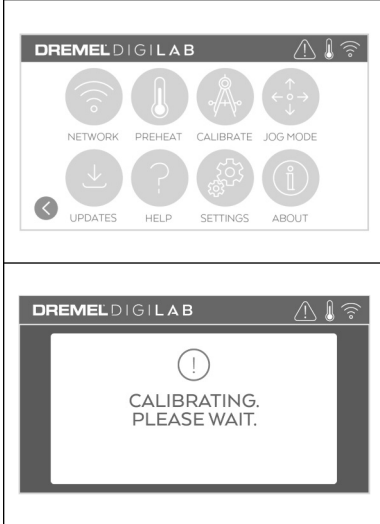 DREMEL DIGILAB
NETWORK PREHEAT CALIBRATE JOG MODE
UPDATES HELP SETTINGS ABOUT
DREMEL DIGILAB
CALIBRATING.
PLEASE WAIT.